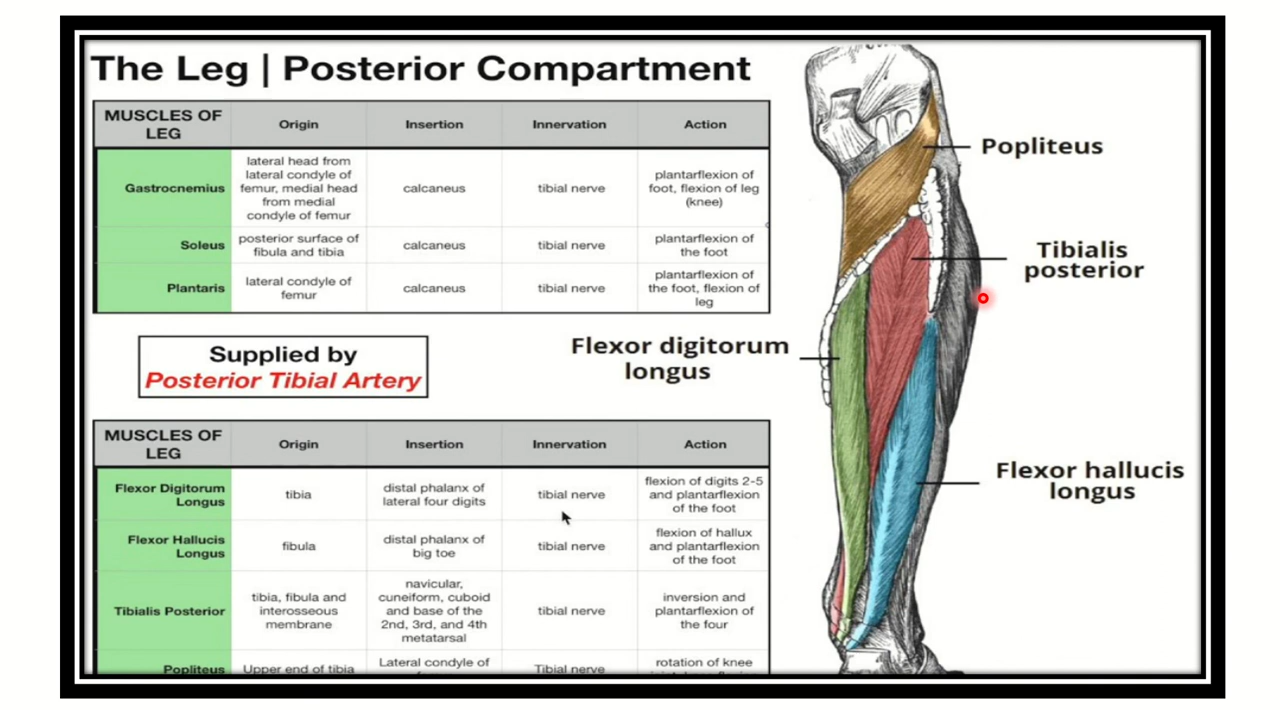 The Leg | Posterior Compartment
MUSCLES OF LEG
Origin
Insertion
Innervation
Action
Gastrocnemius
lateral head from
lateral condyle of
femur, medial head
from medial
condyle of femur
calcaneus
tibial nerve
plantarflexion of
foot, flexion of leg
(knee)
Soleus
posterior surface of
fibula and tibia
calcaneus
tibial nerve
plantarflexion of
the foot
Plantaris
lateral condyle of
femur
calcaneus
tibial nerve
plantarflexion of
the foot, flexion of
leg
Supplied by
Posterior Tibial Artery
MUSCLES OF
LEG
Origin
Insertion
Innervation
Action
Flexor Digitorum
Longus
tibia
distal phalanx of
lateral four digits
tibial nerve
flexion of digits 2-5
and plantarflexion
of the foot
Flexor Hallucis
Longus
fibula
distal phalanx of
big toe
tibial nerve
flexion of hallux
and plantarflexion
of the foot
Tibialis Posterior
tibia, fibula and
interosseous
membrane
navicular,
cuneiform, cuboid
and base of the
2nd, 3rd, and 4th
metatarsal
tibial nerve
inversion and
plantarflexion of
the four
Popliteus
Upper end of tibia
Lateral condyle of
Tibial nerve
rotation of knee
Popliteus
Tibialis
posterior
Flexor digitorum
longus
Flexor hallucis
longus